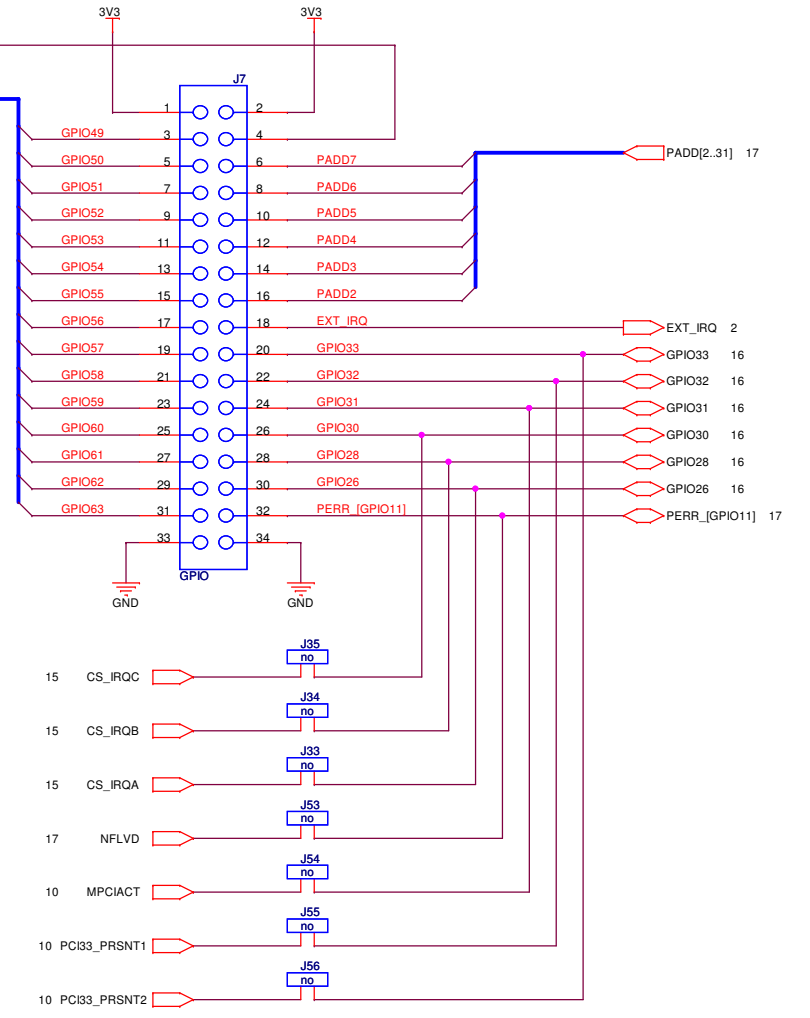 3V3 3V3
J7
1 2
GPIO49 3 4
GPIO50 5 6 PADD7 PADD[2..31] 17
GPIO51 7 8 PADD6
GPIO52 9 10 PADD5
GPIO53 11 12 PADD4
GPIO54 13 14 PADD3
GPIO55 15 16 PADD2
GPIO56 17 18 EXT_IRQ EXT_IRQ 2
GPIO57 19 20 GPIO33 GPIO33 16
GPIO58 21 22 GPIO32 GPIO32 16
GPIO59 23 24 GPIO31 GPIO31 16
GPIO60 25 26 GPIO30 GPIO30 16
GPIO61 27 28 GPIO28 GPIO28 16
GPIO62 29 30 GPIO26 GPIO26 16
GPIO63 31 32 PERR_[GPIO11] PERR_[GPIO11] 17
33 34
GPIO
GND GND
J35
no
15 CS_IRQC
J34
no
15 CS_IRQB
J33
no
15 CS_IRQA
J53
no
17 NFLVD
J54
no
10 MPCIACT
J55
no
10 PCI33_PRSNT1
J56
no
10 PCI33_PRSNT2